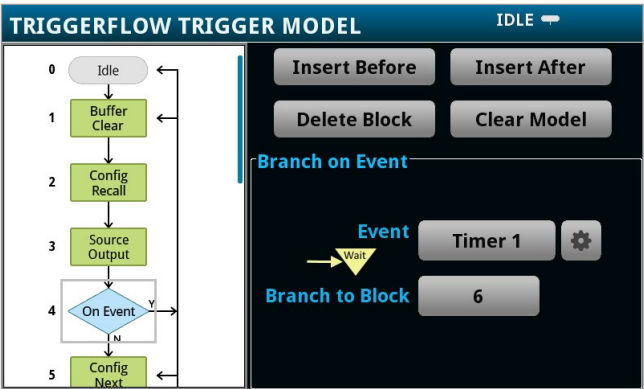 TRIGGERFLOW TRIGGER MODEL
IDLE
0
Idle
1
Buffer
Clear
2
Config
Recall
3
Source
Output
4
On Event
Y
N
5
Config
Next
Insert Before
Insert After
Delete Block
Clear Model
Branch on Event
Event
Timer 1
Wait
Branch to Block
6